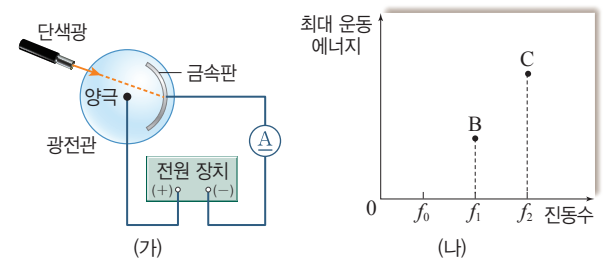 단색광
금속판
양극
광전관
A
전원 장치
(+) (−)
(가)
최대 운동
에너지
C
B
0 f₀ f₁ f₂ 진동수
(나)